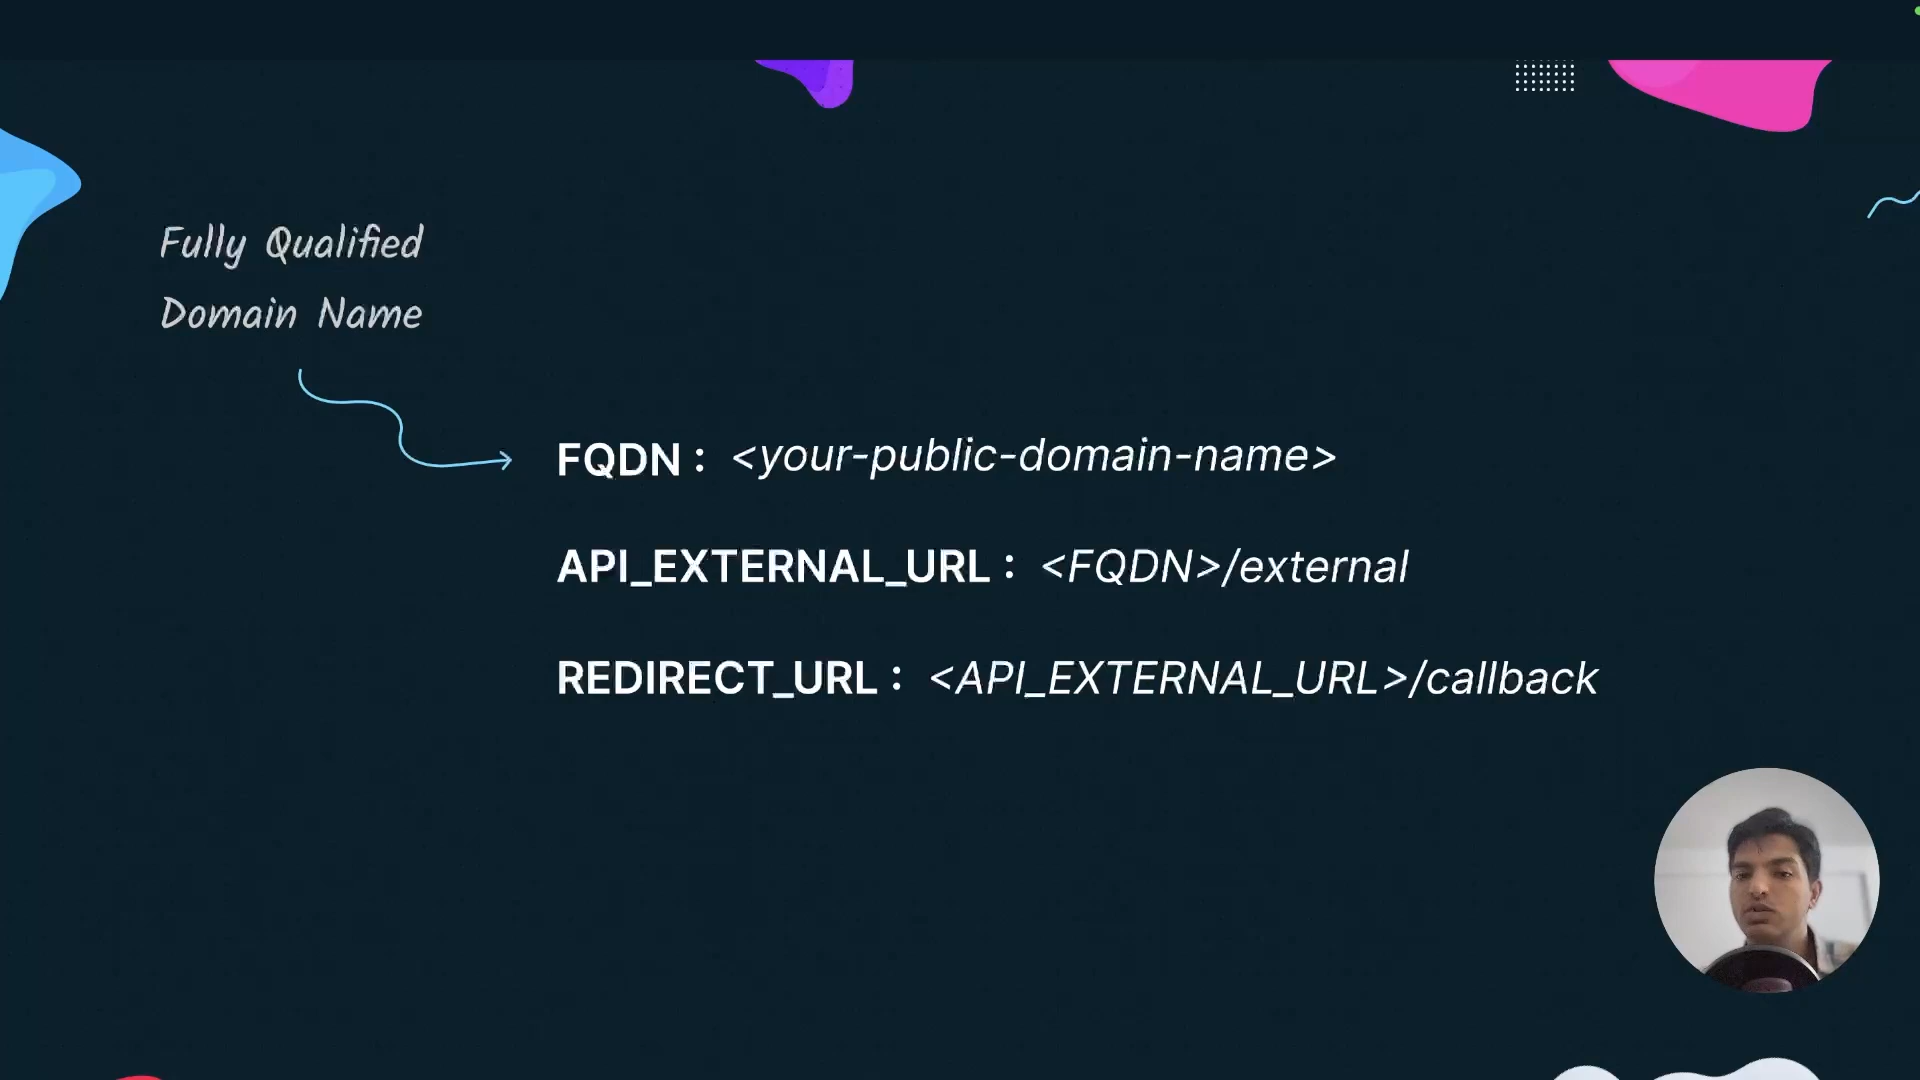 Fully Qualified
Domain Name
FQDN : <your-public-domain-name>
API_EXTERNAL_URL : <FQDN>/external
REDIRECT_URL : <API_EXTERNAL_URL>/callback